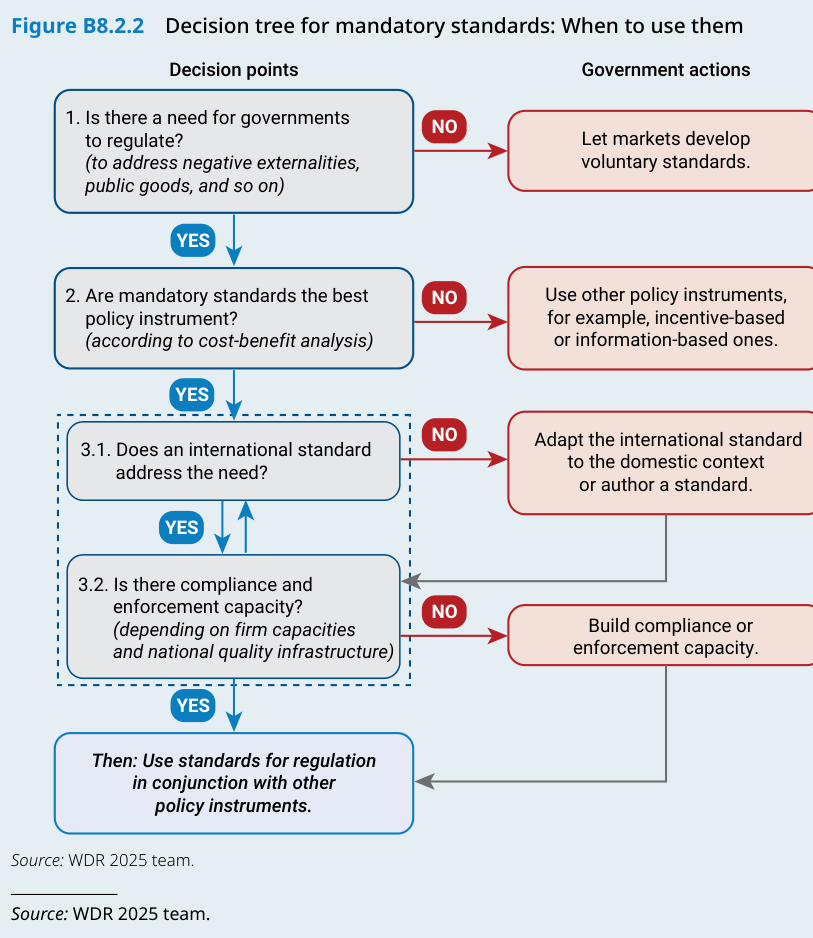 Figure B8.2.2 Decision tree for mandatory standards: When to use them
Decision points
Government actions
1. Is there a need for governments
to regulate?
(to address negative externalities,
public goods, and so on)
NO
Let markets develop
voluntary standards.
YES
2. Are mandatory standards the best
policy instrument?
(according to cost-benefit analysis)
NO
Use other policy instruments,
for example, incentive-based
or information-based ones.
YES
3.1. Does an international standard
address the need?
NO
Adapt the international standard
to the domestic context
or author a standard.
YES
3.2. Is there compliance and
enforcement capacity?
(depending on firm capacities
and national quality infrastructure)
NO
Build compliance or
enforcement capacity.
YES
Then: Use standards for regulation
in conjunction with other
policy instruments.
Source: WDR 2025 team.
Source: WDR 2025 team.